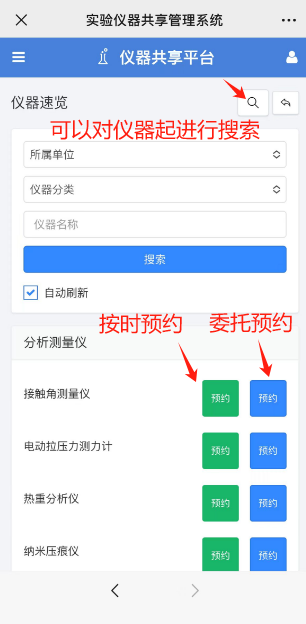 实验仪器共享管理系统
仪器共享平台
仪器速览
可以对仪器起进行搜索
所属单位
仪器分类
仪器名称
搜索
自动刷新
按时预约 委托预约
分析测量仪
接触角测量仪 预约 预约
电动拉压力测力计 预约 预约
热重分析仪 预约 预约
纳米压痕仪 预约 预约